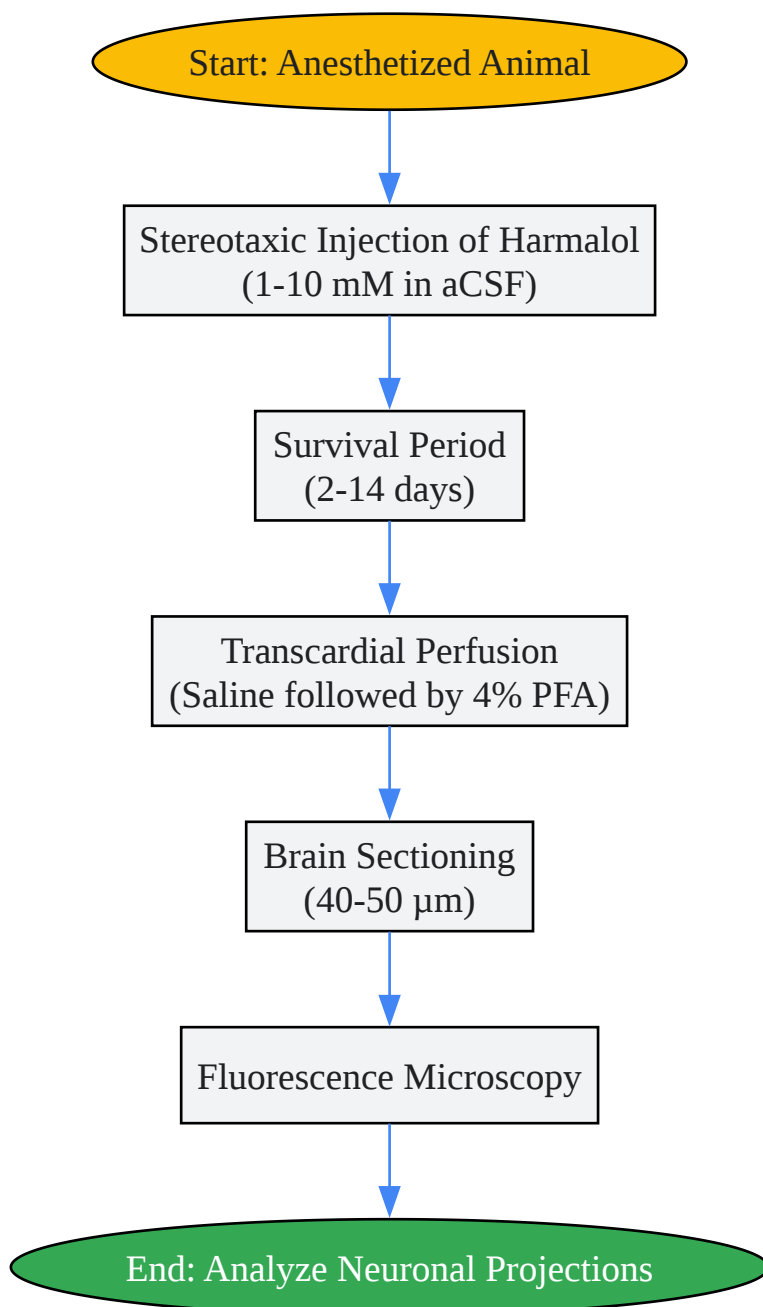 Start: Anesthetized Animal
Stereotaxic Injection of Harmalol
(1-10 mM in aCSF)
Survival Period
(2-14 days)
Transcardial Perfusion
(Saline followed by 4% PFA)
Brain Sectioning
(40-50 µm)
Fluorescence Microscopy
End: Analyze Neuronal Projections